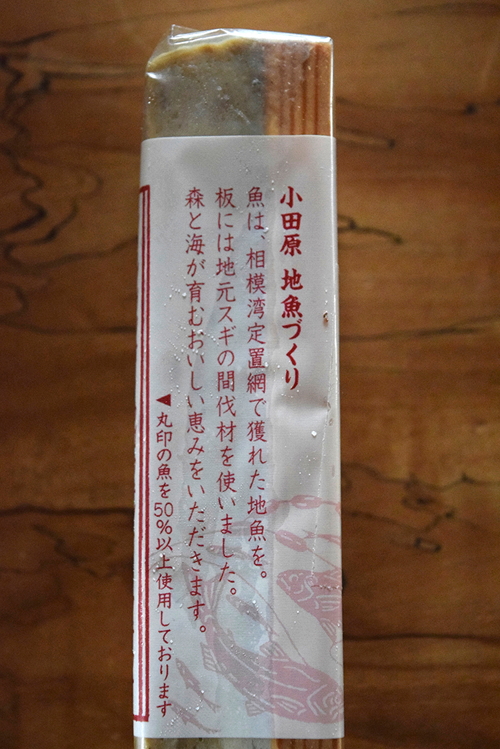 小田原 地魚づくり
魚は、相模湾定置網で獲れた地魚を。
板には地元スギの間伐材を使いました。
森と海が育むおいしい恵みをいただきます。
◀丸印の魚を50%以上使用しております